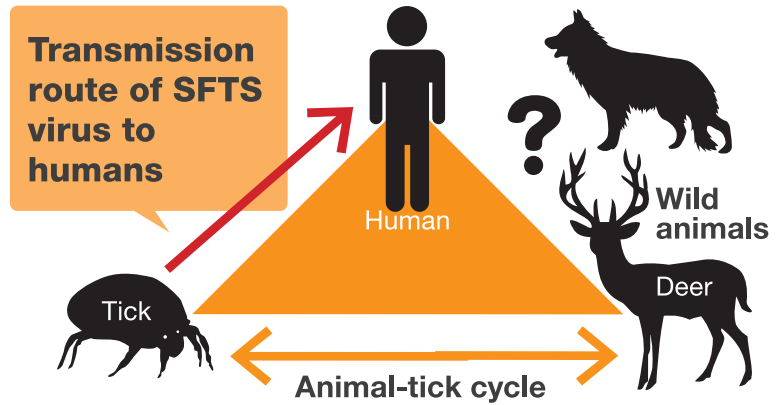 Transmission
route of SFTS
virus to
humans
?
Human
Wild
animals
Tick
Deer
Animal-tick cycle